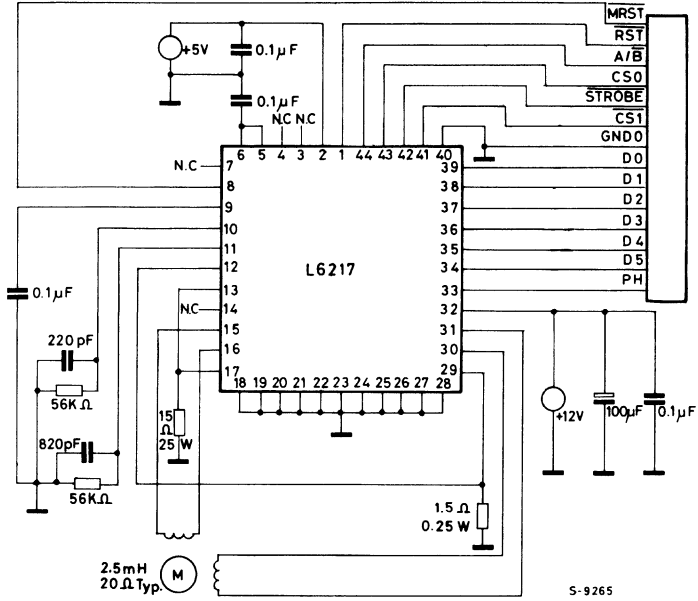 MRST
RST
A/B
CS0
STROBE
CS1
GND0
D0
D1
D2
D3
D4
D5
PH
+5V
0.1µF
0.1µF
N.C N.C
6 5 4 3 2 1 44 43 42 41 40
N.C 7
8
9
10
11
12
13
N.C 14
15
16
17
39
38
37
36
35
34
33
32
31
30
29
L6217
18 19 20 21 22 23 24 25 26 27 28
0.1µF
220 pF
56KΩ
820pF
56KΩ
15
Ω
25 W
+12V
100µF
0.1µF
1.5 Ω
0.25 W
2.5mH
20Ω Typ.
M
S-9265